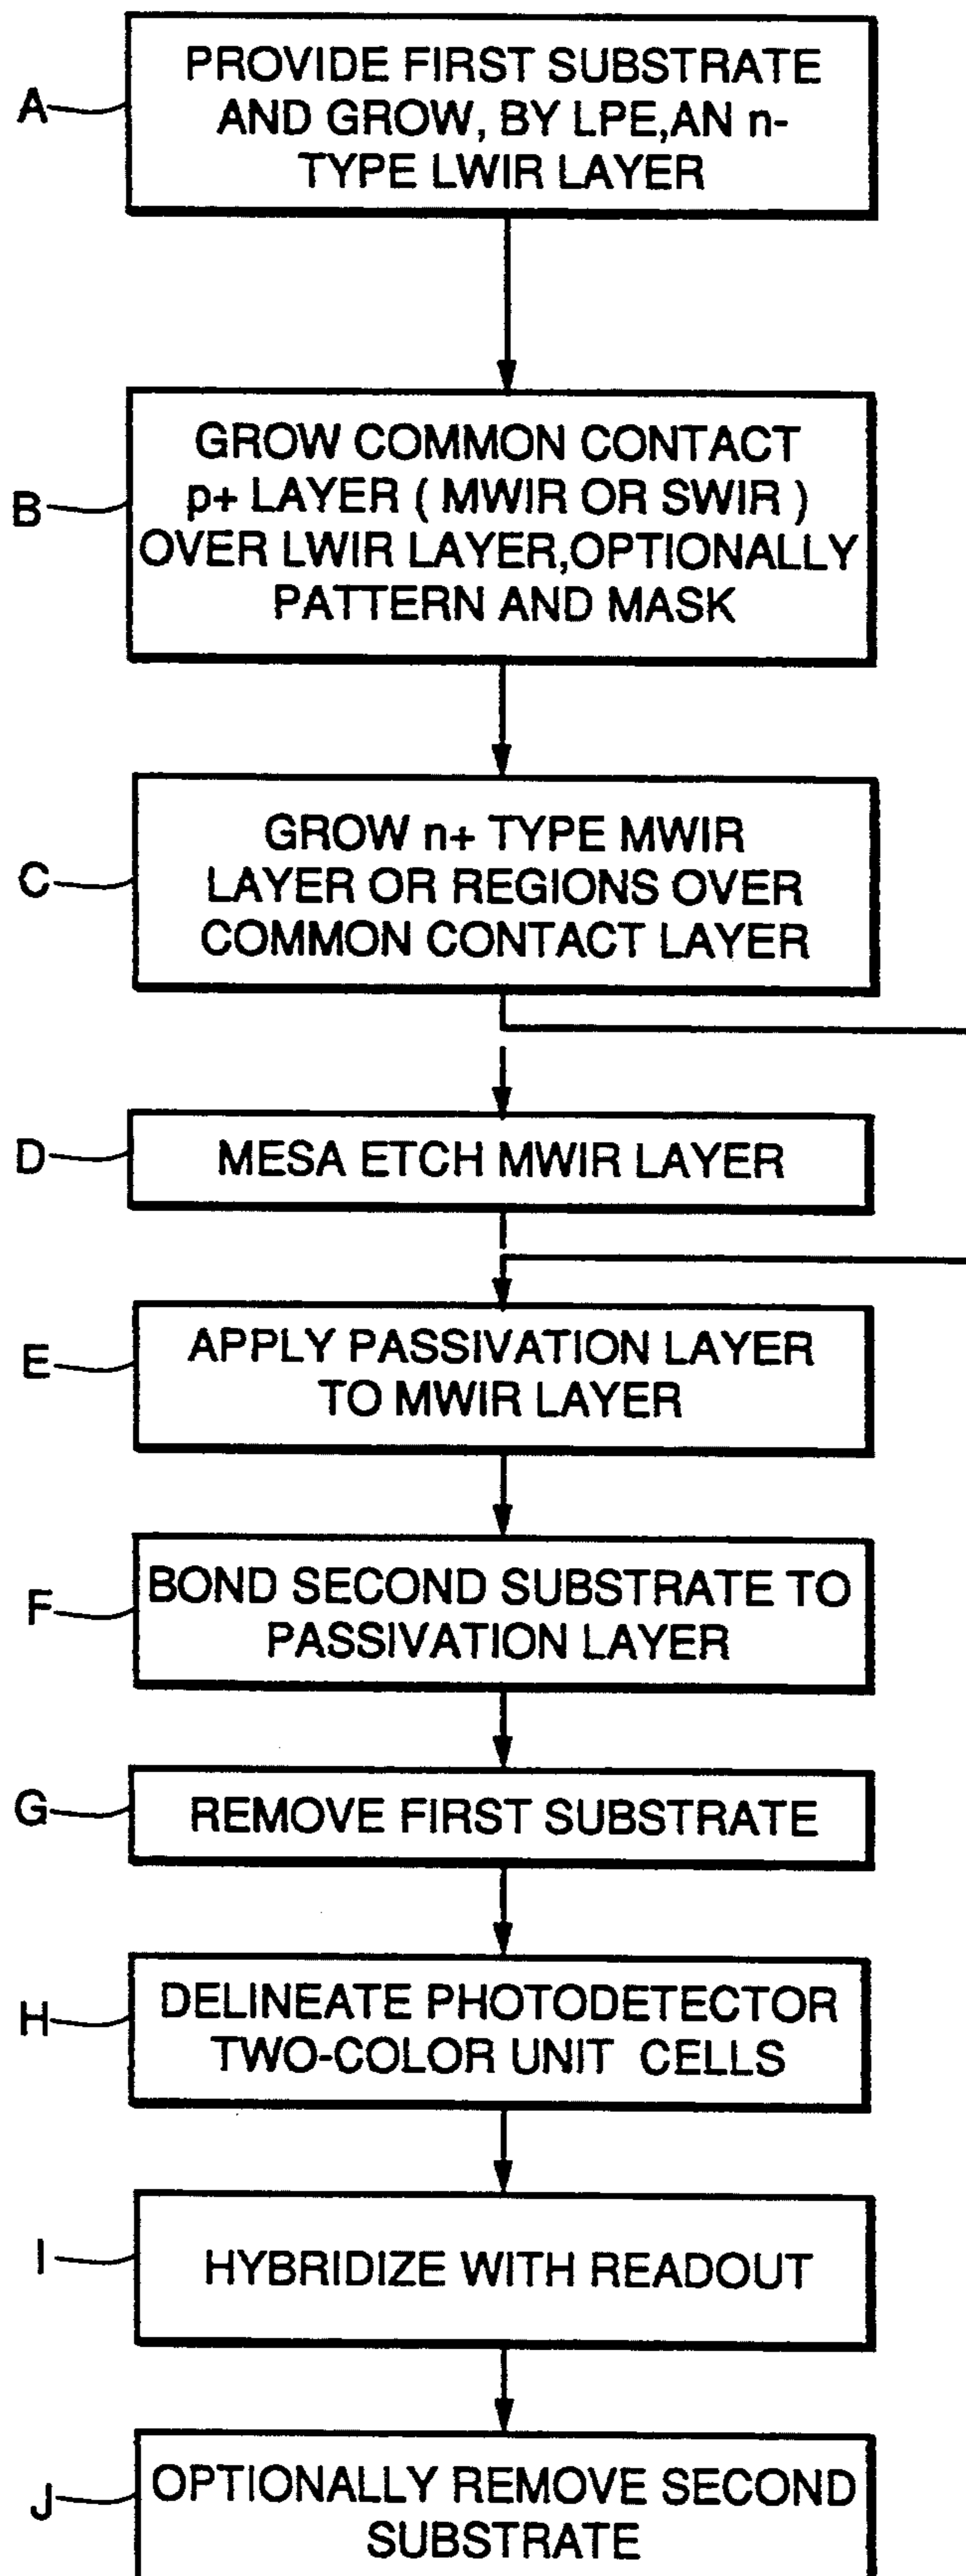 A
PROVIDE FIRST SUBSTRATE
AND GROW, BY LPE,AN n-
TYPE LWIR LAYER
B
GROW COMMON CONTACT
p+ LAYER ( MWIR OR SWIR )
OVER LWIR LAYER,OPTIONALLY
PATTERN AND MASK
C
GROW n+ TYPE MWIR
LAYER OR REGIONS OVER
COMMON CONTACT LAYER
D
MESA ETCH MWIR LAYER
E
APPLY PASSIVATION LAYER
TO MWIR LAYER
F
BOND SECOND SUBSTRATE TO
PASSIVATION LAYER
G
REMOVE FIRST SUBSTRATE
H
DELINEATE PHOTODETECTOR
TWO-COLOR UNIT CELLS
I
HYBRIDIZE WITH READOUT
J
OPTIONALLY REMOVE SECOND
SUBSTRATE